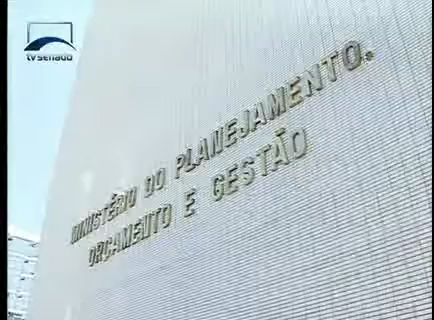 tv senado
MINISTÉRIO DO PLANEJAMENTO.
ORÇAMENTO E GESTÃO